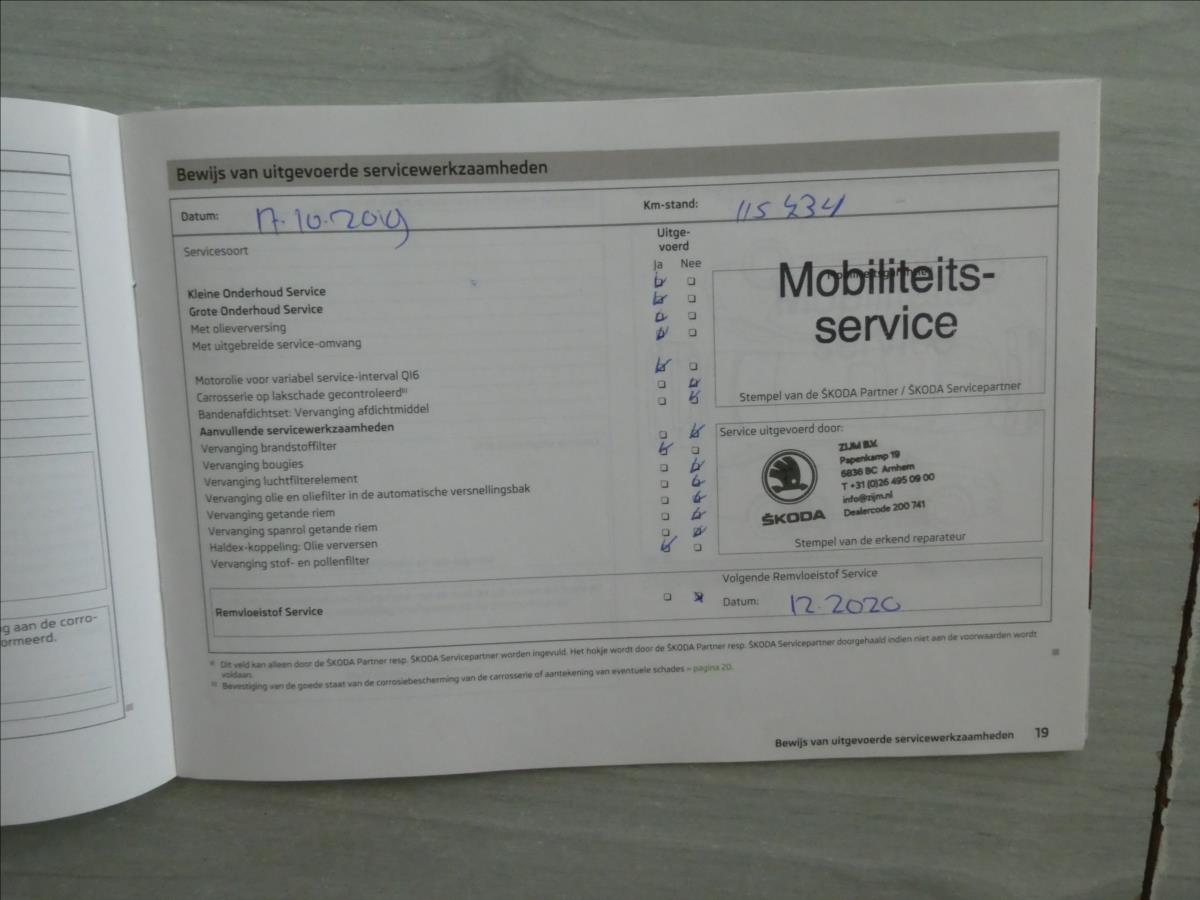 Bewijs van uitgevoerde servicewerkzaamheden
Datum: 17.10.2019 Km-stand: 115434
Servicesoort Uitge-
voerd
Ja Nee
Kleine Onderhoud Service
Grote Onderhoud Service
Met olieverversing
Met uitgebreide service-omvang
Motorolie voor variabel service-interval QI6
Carrosserie op lakschade gecontroleerd
Bandenafdichtset: Vervanging afdichtmiddel
Aanvullende servicewerkzaamheden
Vervanging brandstoffilter
Vervanging bougies
Vervanging luchtfilterelement
Vervanging olie en oliefilter in de automatische versnellingsbak
Vervanging getande riem
Vervanging spanrol getande riem
Haldex-koppeling: Olie verversen
Vervanging stof- en pollenfilter
Mobiliteits-
service
Stempel van de ŠKODA Partner / ŠKODA Servicepartner
Service uitgevoerd door:
ŠKODA
ZIJM B.V.
Papenkamp 19
6836 BC Arnhem
T +31 (0)26 495 09 00
info@zijm.nl
Dealercode 200 741
Stempel van de erkend reparateur
Remvloeistof Service
Volgende Remvloeistof Service
Datum: 12.2020
Dit veld kan alleen door de ŠKODA Partner resp. ŠKODA Servicepartner worden ingevuld. Het hokje wordt door de ŠKODA Partner resp. ŠKODA Servicepartner doorgehaald indien niet aan de voorwaarden wordt
voldaan.
Bevestiging van de goede staat van de corrosiebescherming van de carrosserie of aantekening van eventuele schades » pagina 20.
Bewijs van uitgevoerde servicewerkzaamheden 19
g aan de corro-
ormeerd.